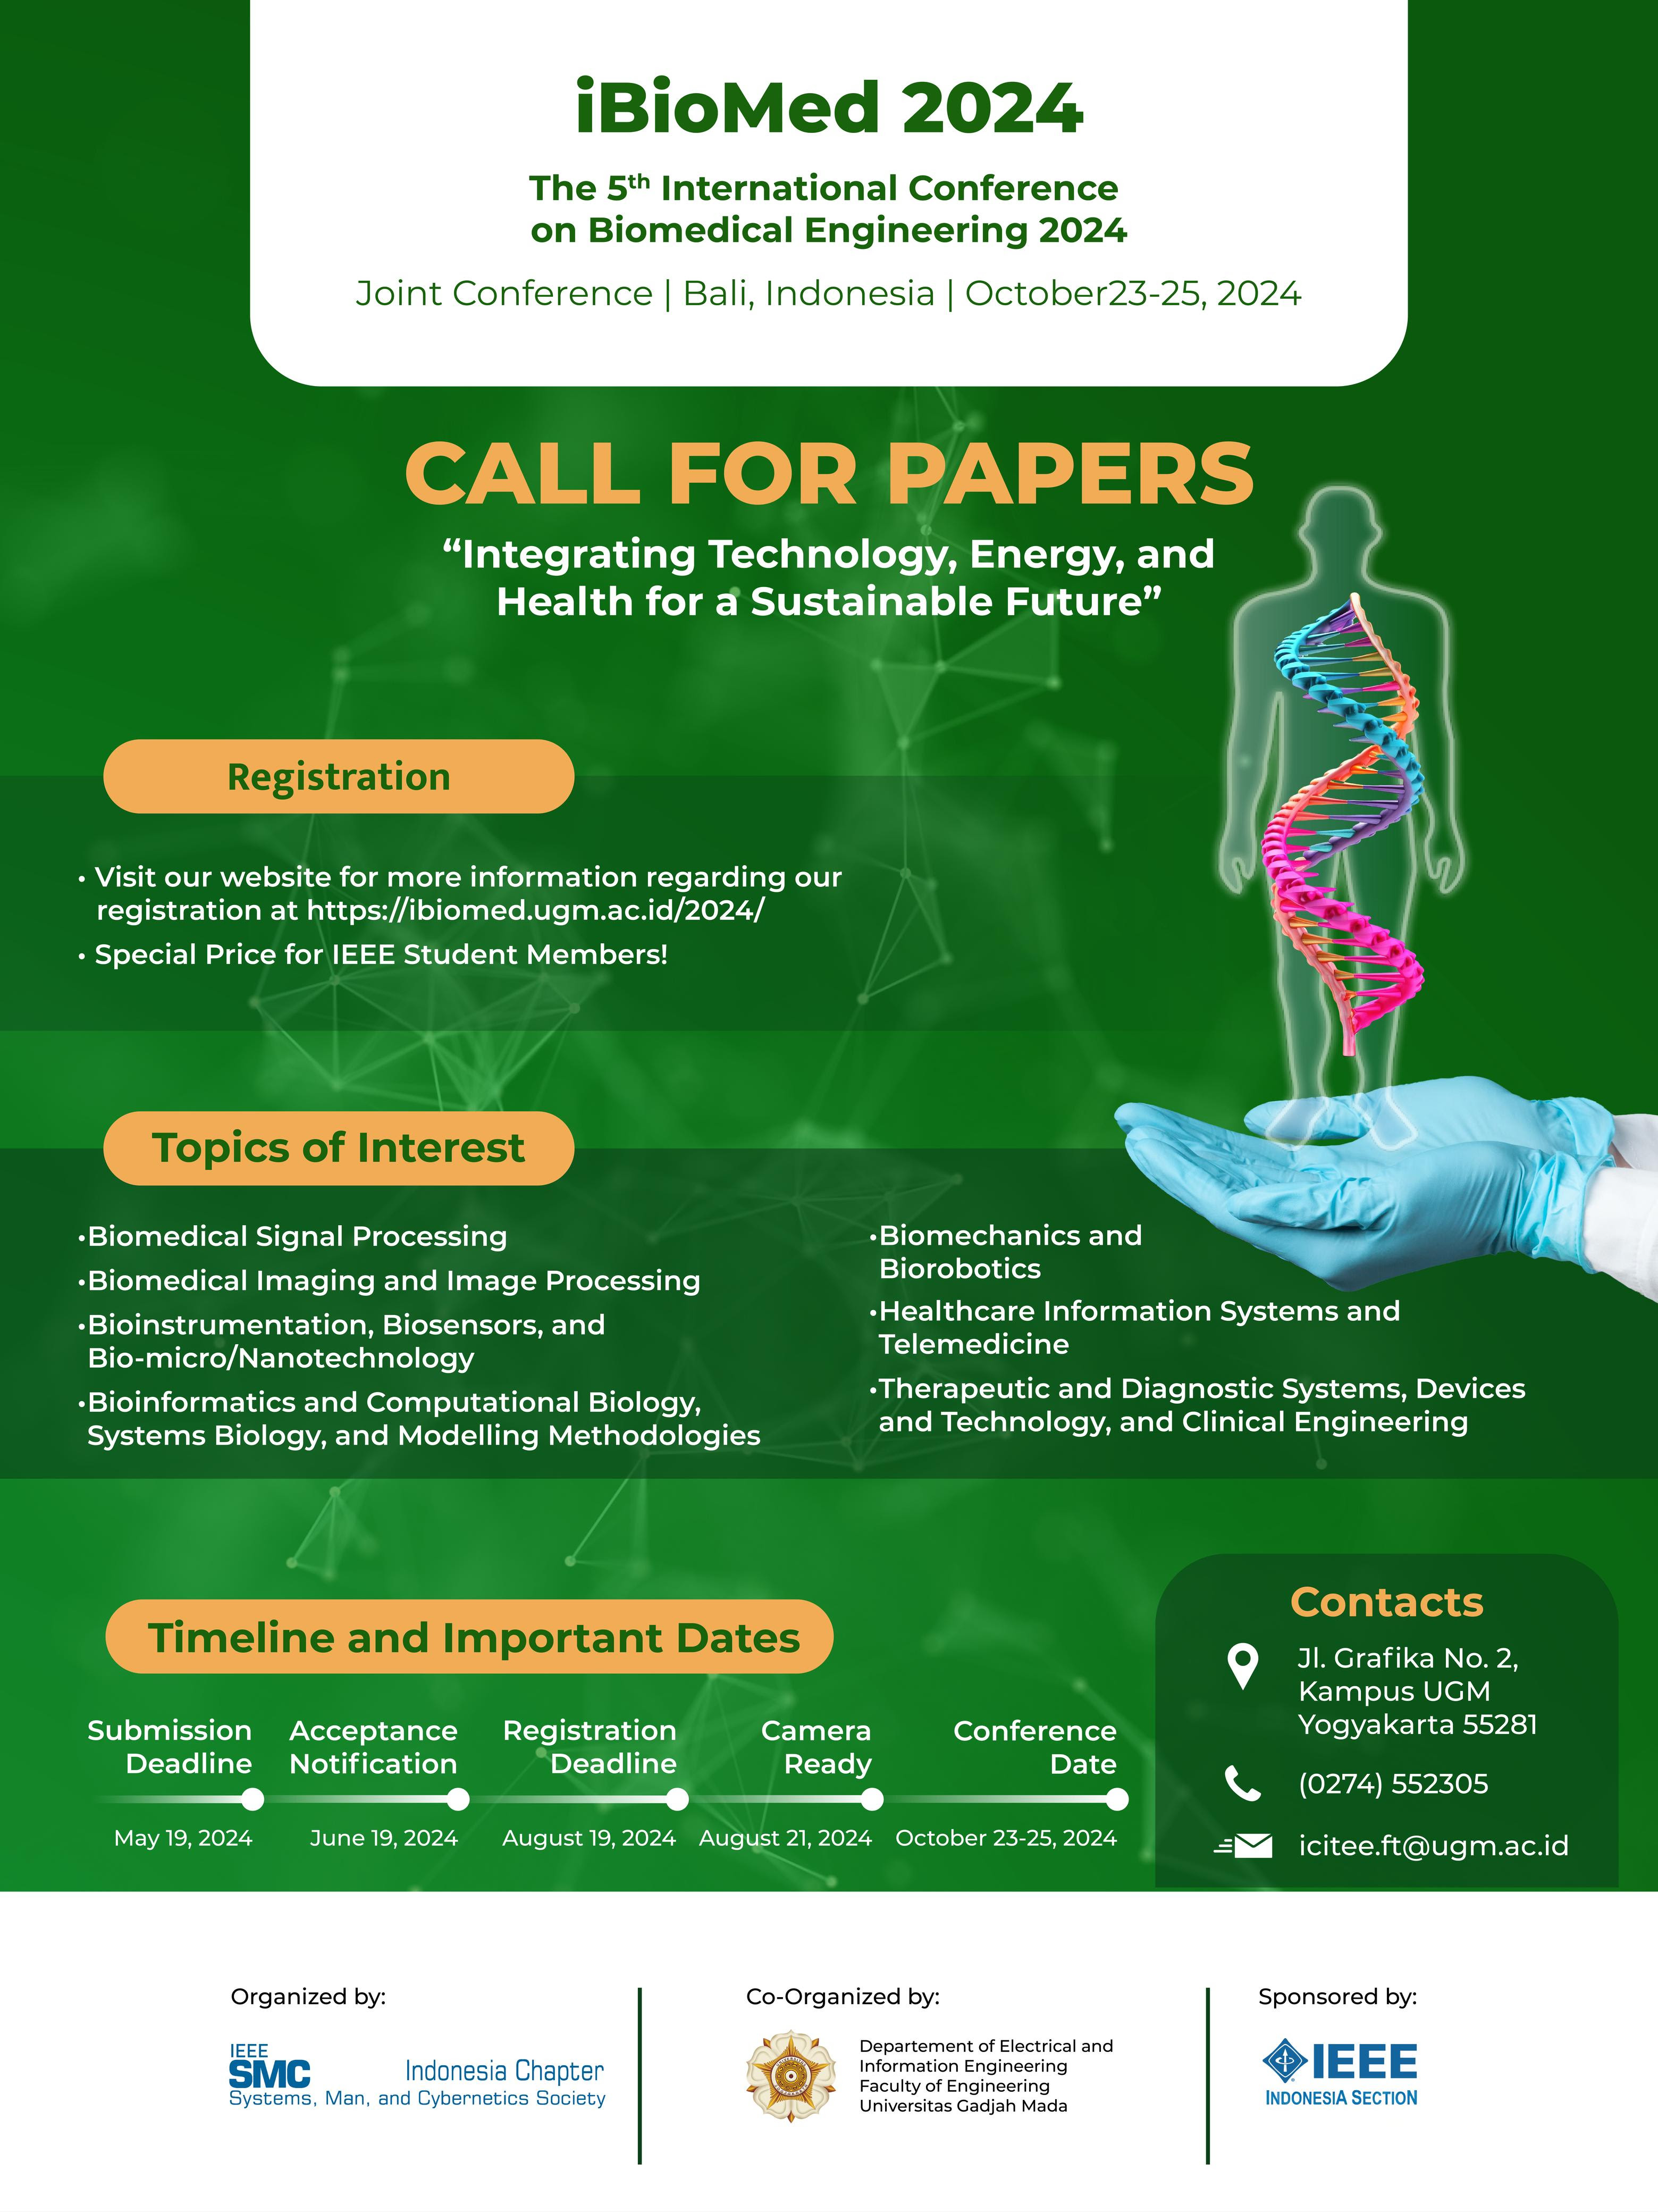 iBioMed 2024
The 5th International Conference
on Biomedical Engineering 2024
Joint Conference | Bali, Indonesia | October23-25, 2024
CALL FOR PAPERS
“Integrating Technology, Energy, and
Health for a Sustainable Future”
Registration
• Visit our website for more information regarding our
registration at https://ibiomed.ugm.ac.id/2024/
• Special Price for IEEE Student Members!
Topics of Interest
•Biomedical Signal Processing
•Biomedical Imaging and Image Processing
•Bioinstrumentation, Biosensors, and
Bio-micro/Nanotechnology
•Bioinformatics and Computational Biology,
Systems Biology, and Modelling Methodologies
•Biomechanics and
Biorobotics
•Healthcare Information Systems and
Telemedicine
•Therapeutic and Diagnostic Systems, Devices
and Technology, and Clinical Engineering
Timeline and Important Dates
Submission
Deadline
May 19, 2024
Acceptance
Notification
June 19, 2024
Registration
Deadline
August 19, 2024
Camera
Ready
August 21, 2024
Conference
Date
October 23-25, 2024
Contacts
Jl. Grafika No. 2,
Kampus UGM
Yogyakarta 55281
(0274) 552305
icitee.ft@ugm.ac.id
Organized by:
IEEE
SMC Indonesia Chapter
Systems, Man, and Cybernetics Society
Co-Organized by:
Departement of Electrical and
Information Engineering
Faculty of Engineering
Universitas Gadjah Mada
Sponsored by:
IEEE
INDONESIA SECTION